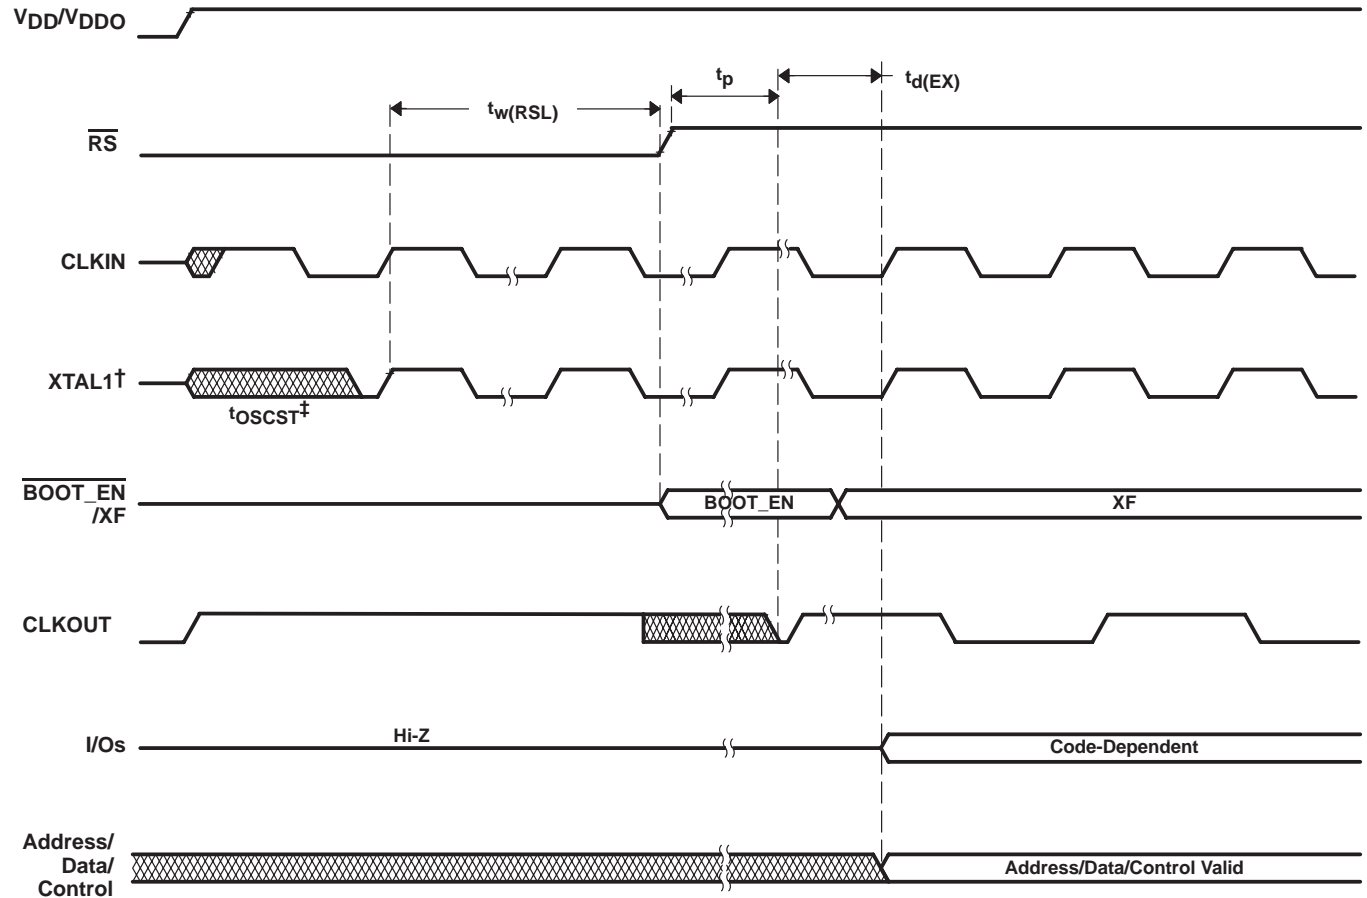 VDD/VDDO
tp
td(EX)
tw(RSL)
RS
CLKIN
XTAL1†
tOSCST‡
BOOT_EN
/XF
BOOT_EN
XF
CLKOUT
Hi-Z
I/Os
Code-Dependent
Address/
Data/
Control
Address/Data/Control Valid